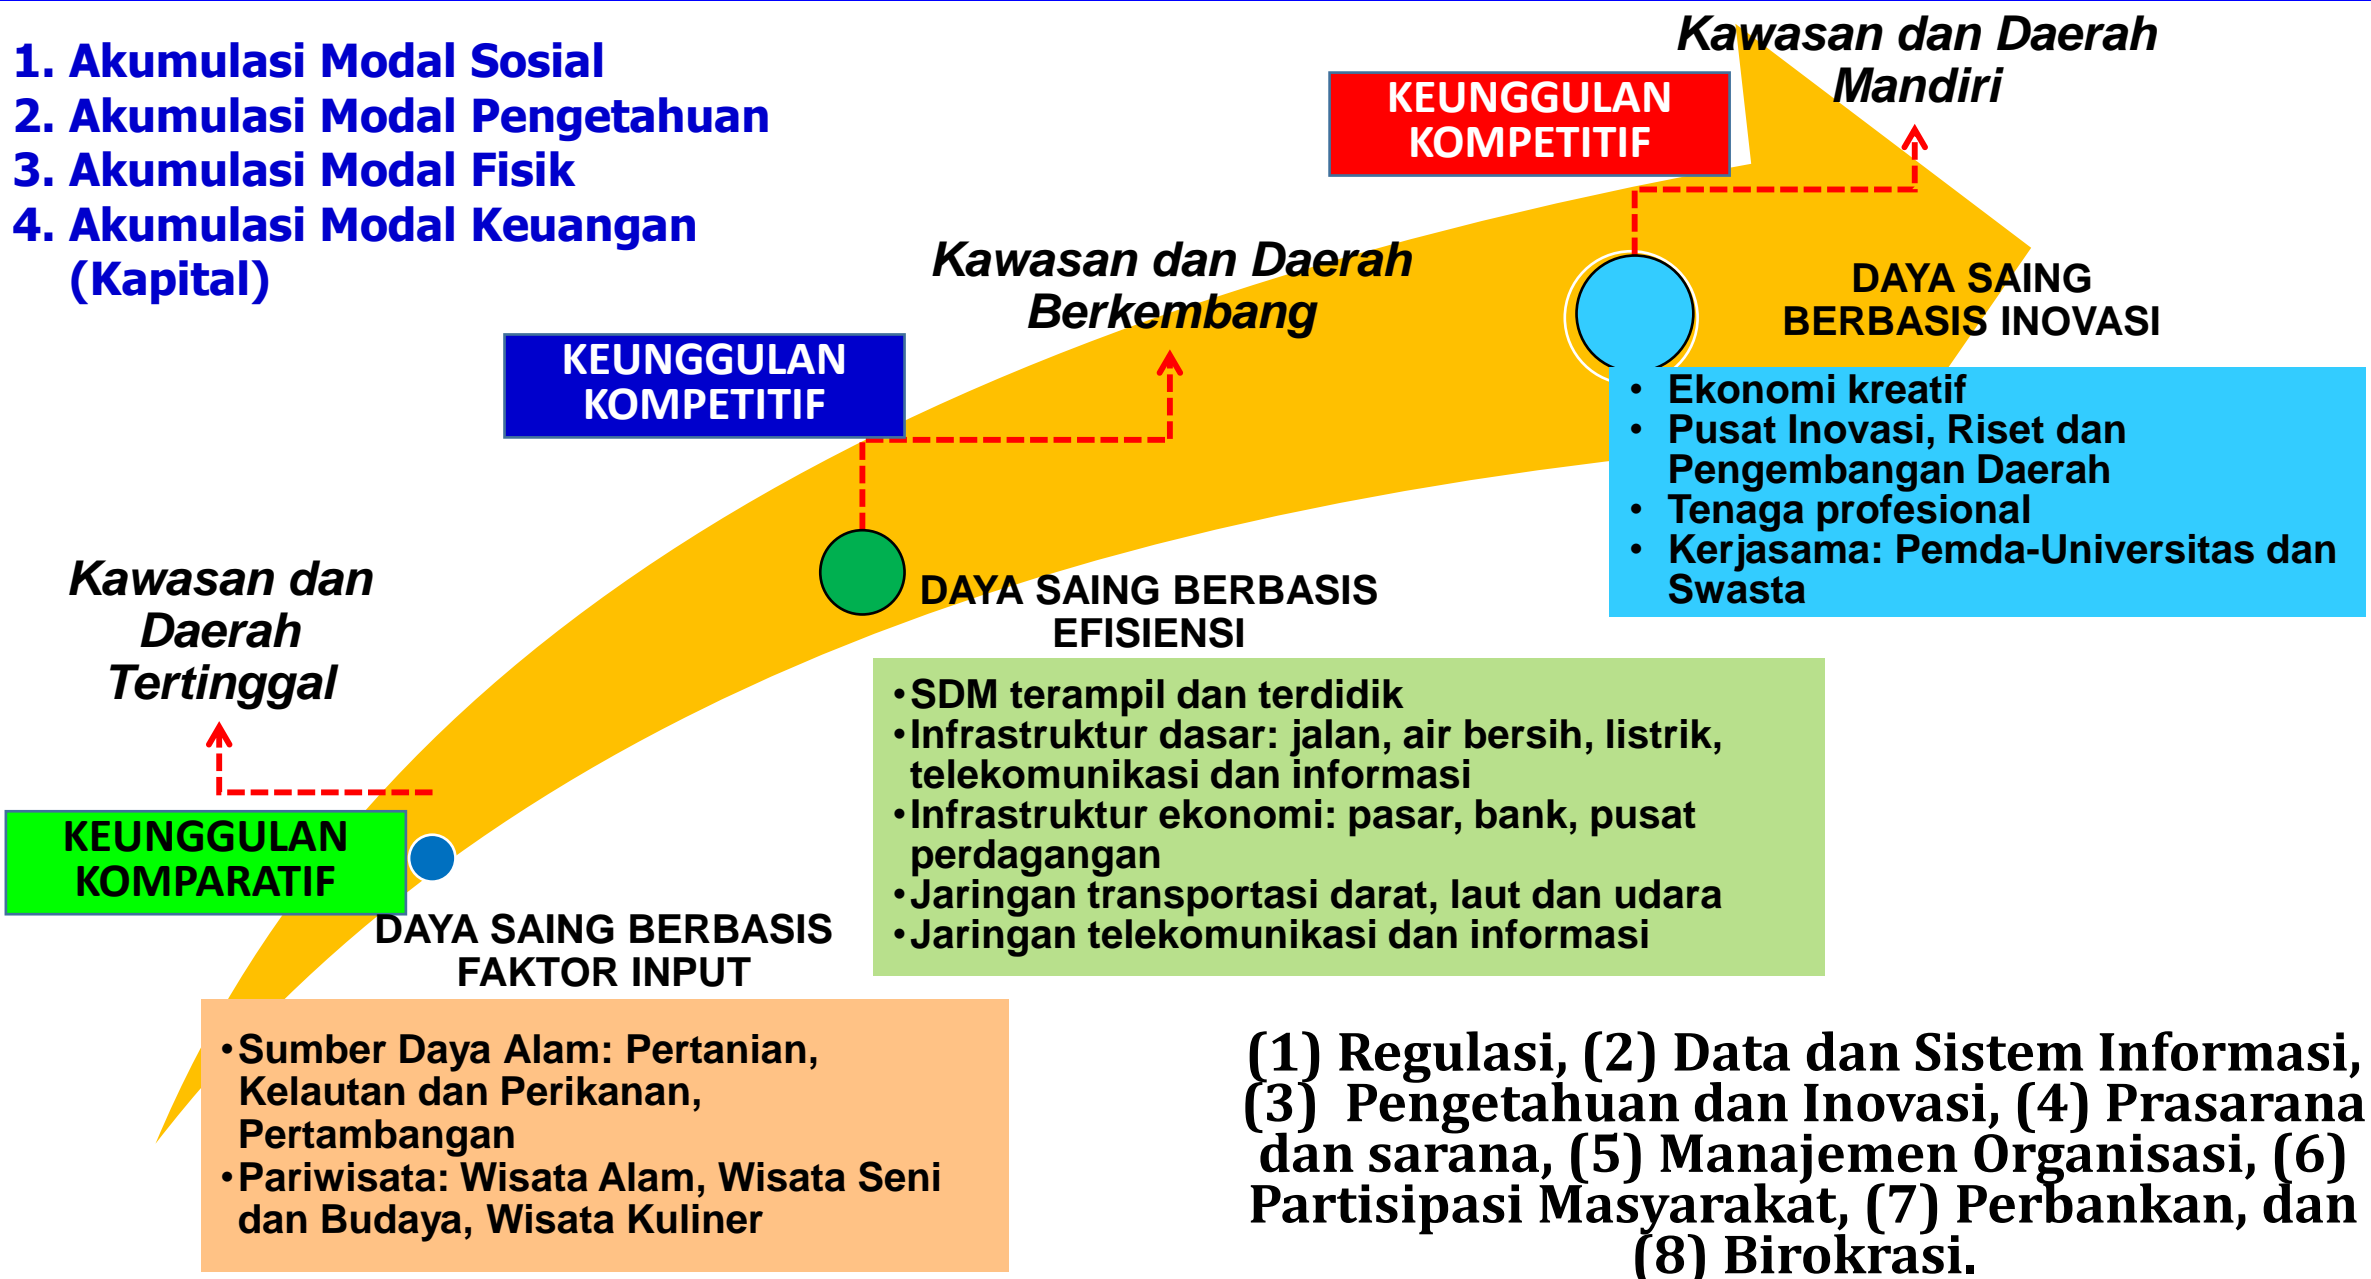 1. Akumulasi Modal Sosial
2. Akumulasi Modal Pengetahuan
3. Akumulasi Modal Fisik
4. Akumulasi Modal Keuangan
(Kapital)
Kawasan dan Daerah
Mandiri
KEUNGGULAN
KOMPETITIF
DAYA SAING
BERBASIS INOVASI
• Ekonomi kreatif
• Pusat Inovasi, Riset dan
Pengembangan Daerah
• Tenaga profesional
• Kerjasama: Pemda-Universitas dan
Swasta
Kawasan dan Daerah
Berkembang
KEUNGGULAN
KOMPETITIF
DAYA SAING BERBASIS
EFISIENSI
•SDM terampil dan terdidik
•Infrastruktur dasar: jalan, air bersih, listrik,
telekomunikasi dan informasi
•Infrastruktur ekonomi: pasar, bank, pusat
perdagangan
•Jaringan transportasi darat, laut dan udara
•Jaringan telekomunikasi dan informasi
Kawasan dan
Daerah
Tertinggal
KEUNGGULAN
KOMPARATIF
DAYA SAING BERBASIS
FAKTOR INPUT
•Sumber Daya Alam: Pertanian,
Kelautan dan Perikanan,
Pertambangan
•Pariwisata: Wisata Alam, Wisata Seni
dan Budaya, Wisata Kuliner
(1) Regulasi, (2) Data dan Sistem Informasi,
(3) Pengetahuan dan Inovasi, (4) Prasarana
dan sarana, (5) Manajemen Organisasi, (6)
Partisipasi Masyarakat, (7) Perbankan, dan
(8) Birokrasi.